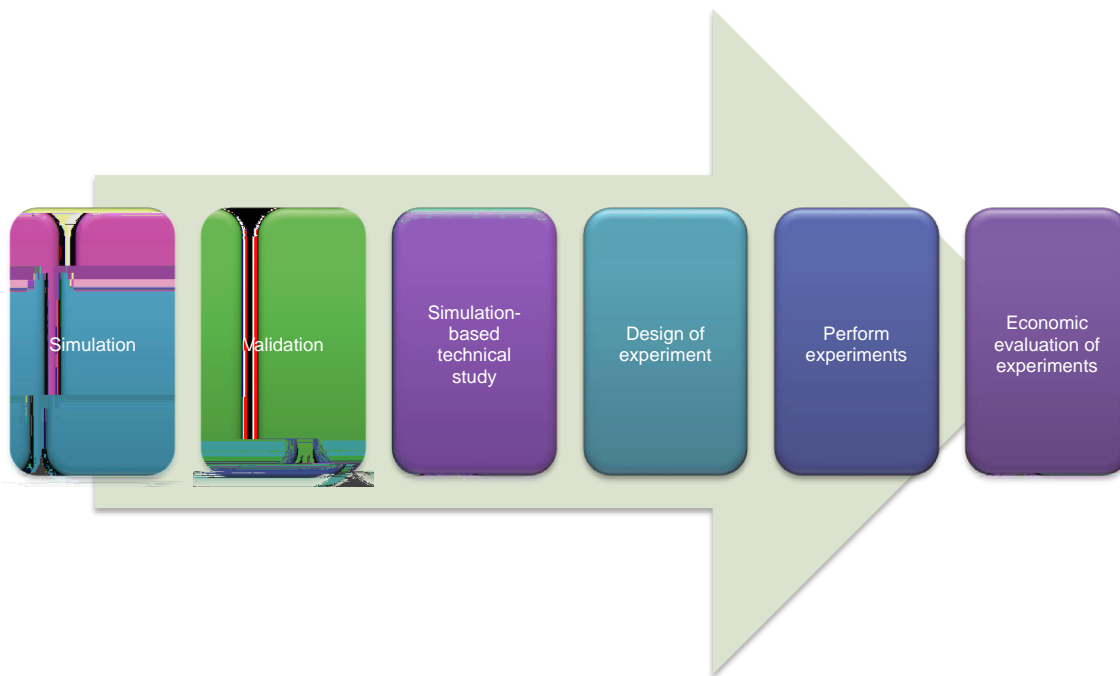 Simulation
Validation
Simulation-
based
technical
study
Design of
experiment
Perform
experiments
Economic
evaluation of
experiments